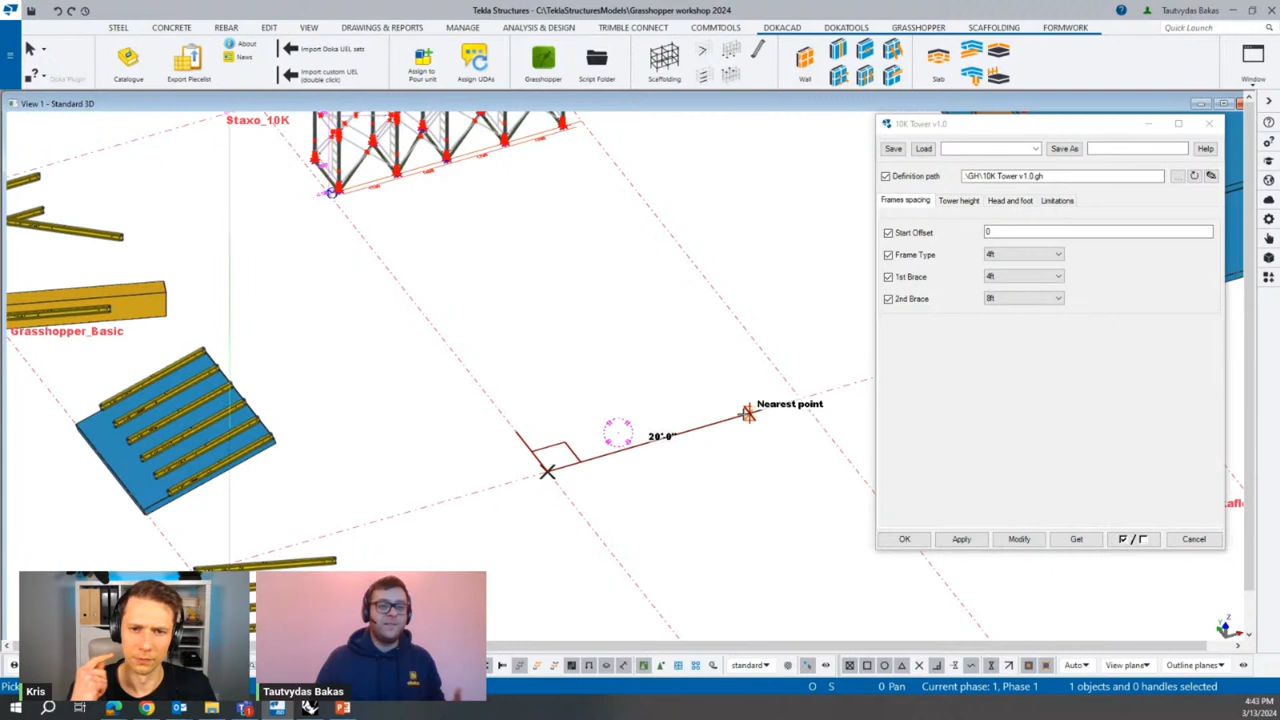 Tekla Structures - C:\TeklaStructuresModels\Grasshopper workshop 2024
Tautvydas Bakas
STEEL CONCRETE REBAR EDIT VIEW DRAWINGS & REPORTS MANAGE ANALYSIS & DESIGN TRIMBLE CONNECT COMMTOOLS DOKACAD DOKATOOLS GRASSHOPPER SCAFFOLDING FORMWORK Quick Launch
About
News
Import Doka UEL sets
Import custom UEL
(double click)
Doka Plugin
Catalogue
Export Piecelist
Assign to
Pour unit
Assign UDAs
Grasshopper
Script Folder
Scaffolding
Wall
Slab
Window
View 1 - Standard 3D
Staxo_10K
10K Tower v1.0
Save Load Save As Help
Definition path \GH\10K Tower v1.0.gh ...
Frames spacing Tower height Head and foot Limitations
Start Offset 0
Frame Type 4ft
1st Brace 4ft
2nd Brace 8ft
Grasshopper_Basic
Nearest point
20'-0"
OK Apply Modify Get / Cancel
Kris
Tautvydas Bakas
standard Auto View plane Outline planes
Pick
O S 0 Pan Current phase: 1, Phase 1 1 objects and 0 handles selected
4:43 PM
3/13/2024